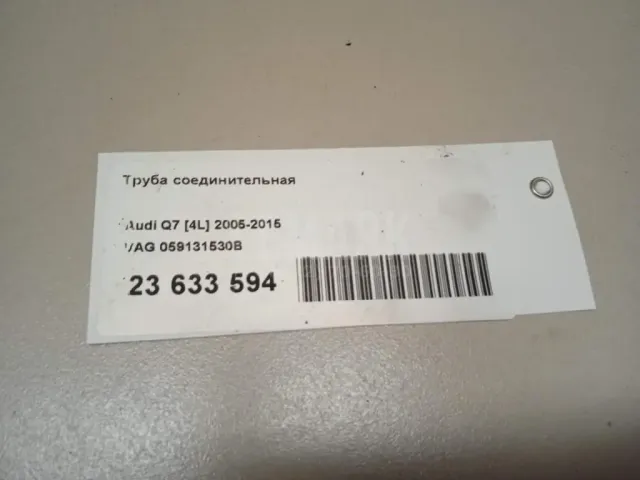 Труба соединительная
Audi Q7 [4L] 2005-2015
VAG 059131530B
23 633 594